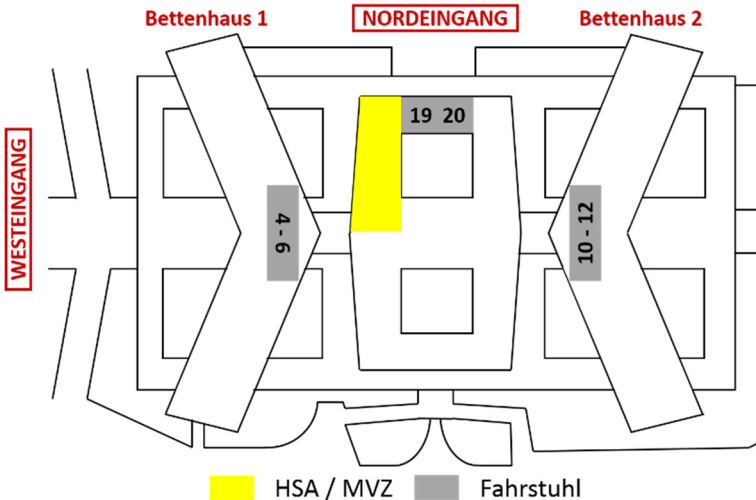 Bettenhaus 1
NORDEINGANG
Bettenhaus 2
19 20
WESTEINGANG
4 - 6
10 - 12
HSA / MVZ
Fahrstuhl